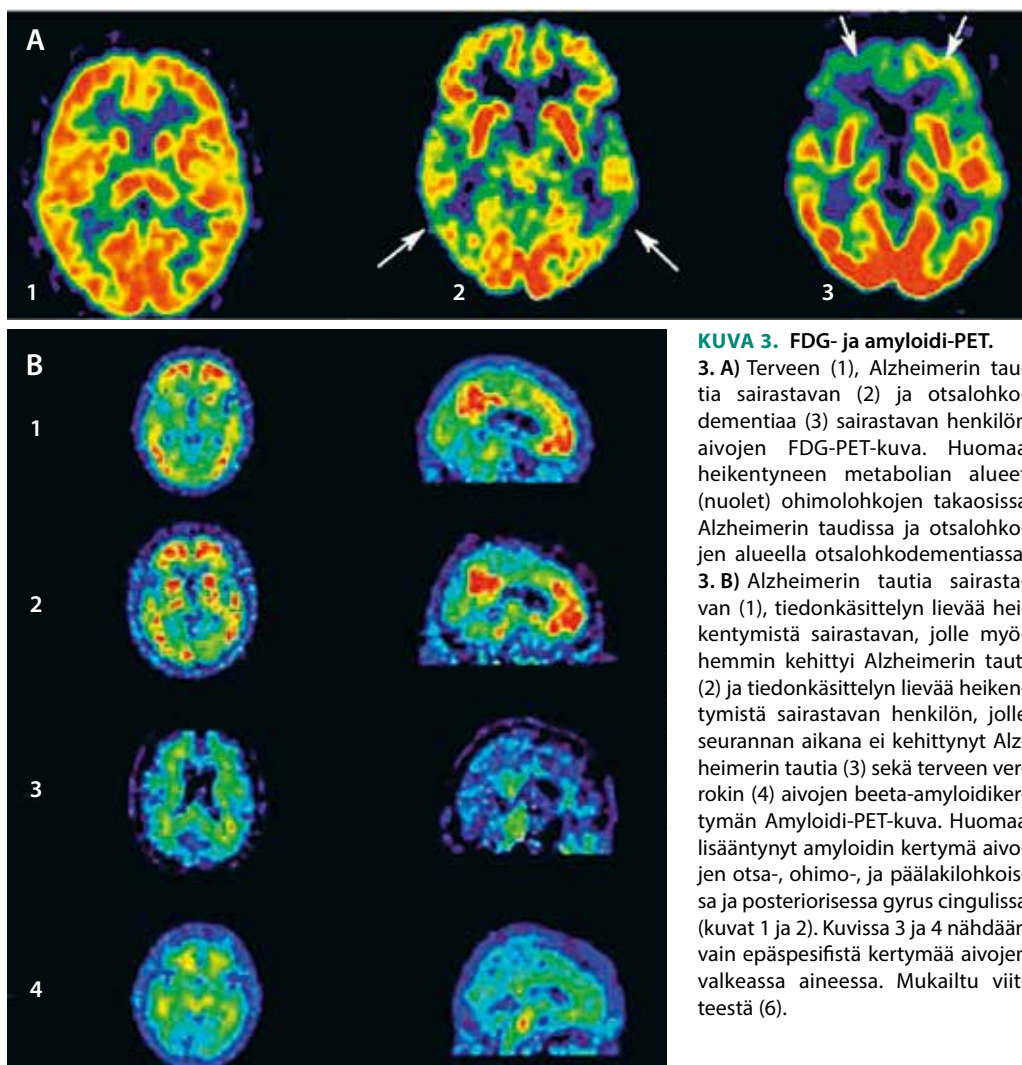 A
1
2
3
B
1
2
3
4
KUVA 3. FDG- ja amyloidi-PET.
3. A) Terveen (1), Alzheimerin tau-
tia sairastavan (2) ja otsalohko-
dementiaa (3) sairastavan henkilön
aivojen FDG-PET-kuva. Huomaa
heikentyneen metabolian alueet
(nuolet) ohimolohkojen takaosissa
Alzheimerin taudissa ja otsalohko-
jen alueella otsalohkodementiassa
3. B) Alzheimerin tautia sairasta-
van (1), tiedonkäsittelyn lievää hei-
kentymistä sairastavan, jolle myö-
hemmin kehittyi Alzheimerin taut
(2) ja tiedonkäsittelyn lievää heiken-
tymistä sairastavan henkilön, jolle
seurannan aikana ei kehittynyt Alz-
heimerin tautia (3) sekä terveen ver-
rokin (4) aivojen beeta-amyloidiker-
tymän Amyloidi-PET-kuva. Huomaa
lisääntynyt amyloidin kertymä aivo-
jen otsa-, ohimo-, ja päälakilohkois-
sa ja posteriorisessa gyrus cingulissa
(kuvat 1 ja 2). Kuvissa 3 ja 4 nähdään
vain epäspesifistä kertymää aivojen
valkeassa aineessa. Mukailtu viit-
teestä (6).